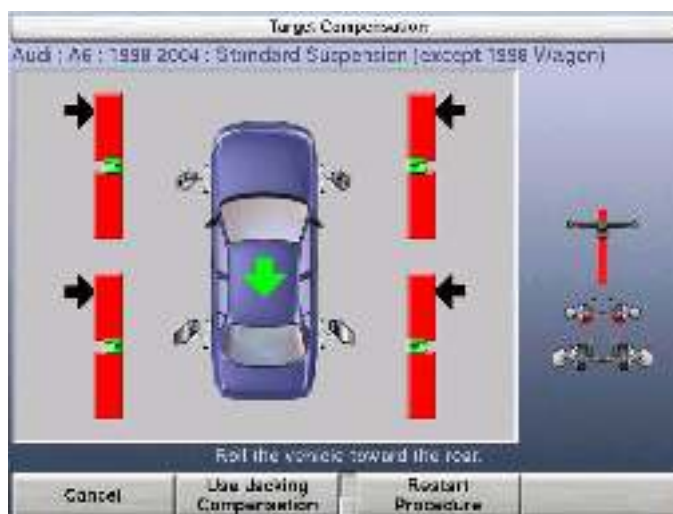 Target Compensation
Audi : A6 : 1998-2004 : Standard Suspension (except 1998 Wagon)
Roll the vehicle toward the rear.
Cancel
Use Jacking
Compensation
Restart
Procedure